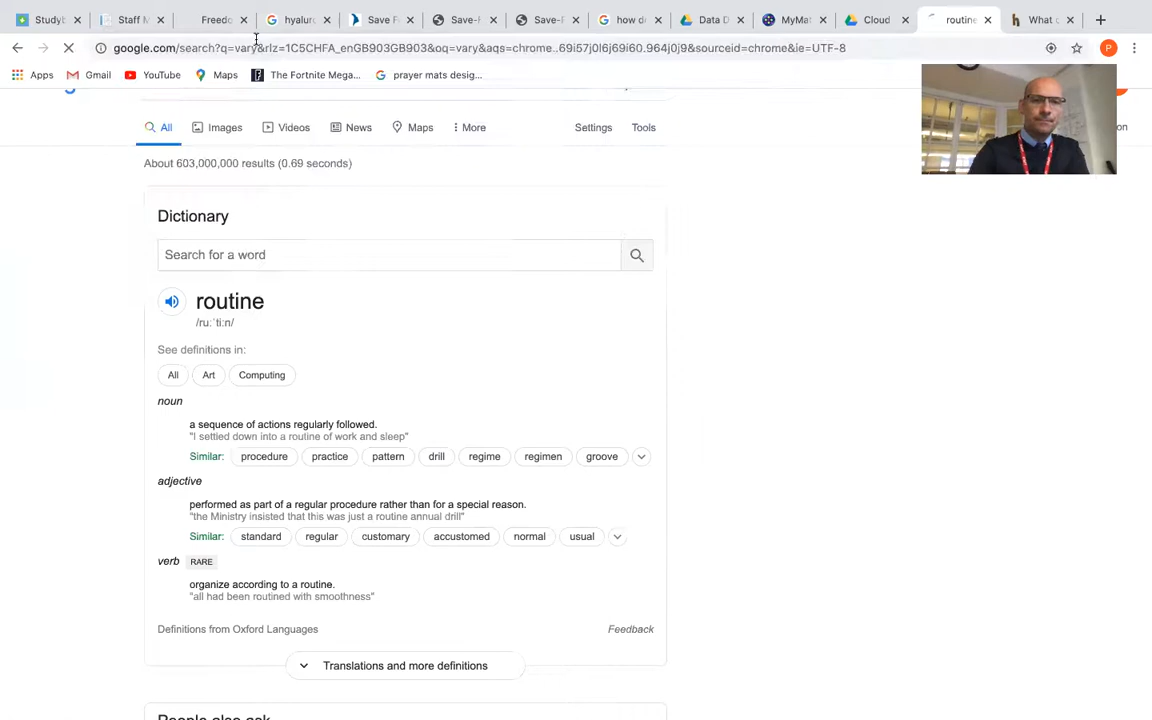 Studyb Staff M Freedo hyalur Save F Save- Save- how d Data D MyMat Cloud routine What c
google.com/search?q=vary&rlz=1C5CHFA_enGB903GB903&oq=vary&aqs=chrome..69i57j0l6j69i60.964j0j9&sourceid=chrome&ie=UTF-8 P
Apps Gmail YouTube Maps The Fortnite Mega... prayer mats desig...
All Images Videos News Maps More Settings Tools on
About 603,000,000 results (0.69 seconds)
Dictionary
Search for a word
routine
/ruːˈtiːn/
See definitions in:
All Art Computing
noun
a sequence of actions regularly followed.
"I settled down into a routine of work and sleep"
Similar: procedure practice pattern drill regime regimen groove
adjective
performed as part of a regular procedure rather than for a special reason.
"the Ministry insisted that this was just a routine annual drill"
Similar: standard regular customary accustomed normal usual
verb RARE
organize according to a routine.
"all had been routined with smoothness"
Definitions from Oxford Languages Feedback
Translations and more definitions
People also ask